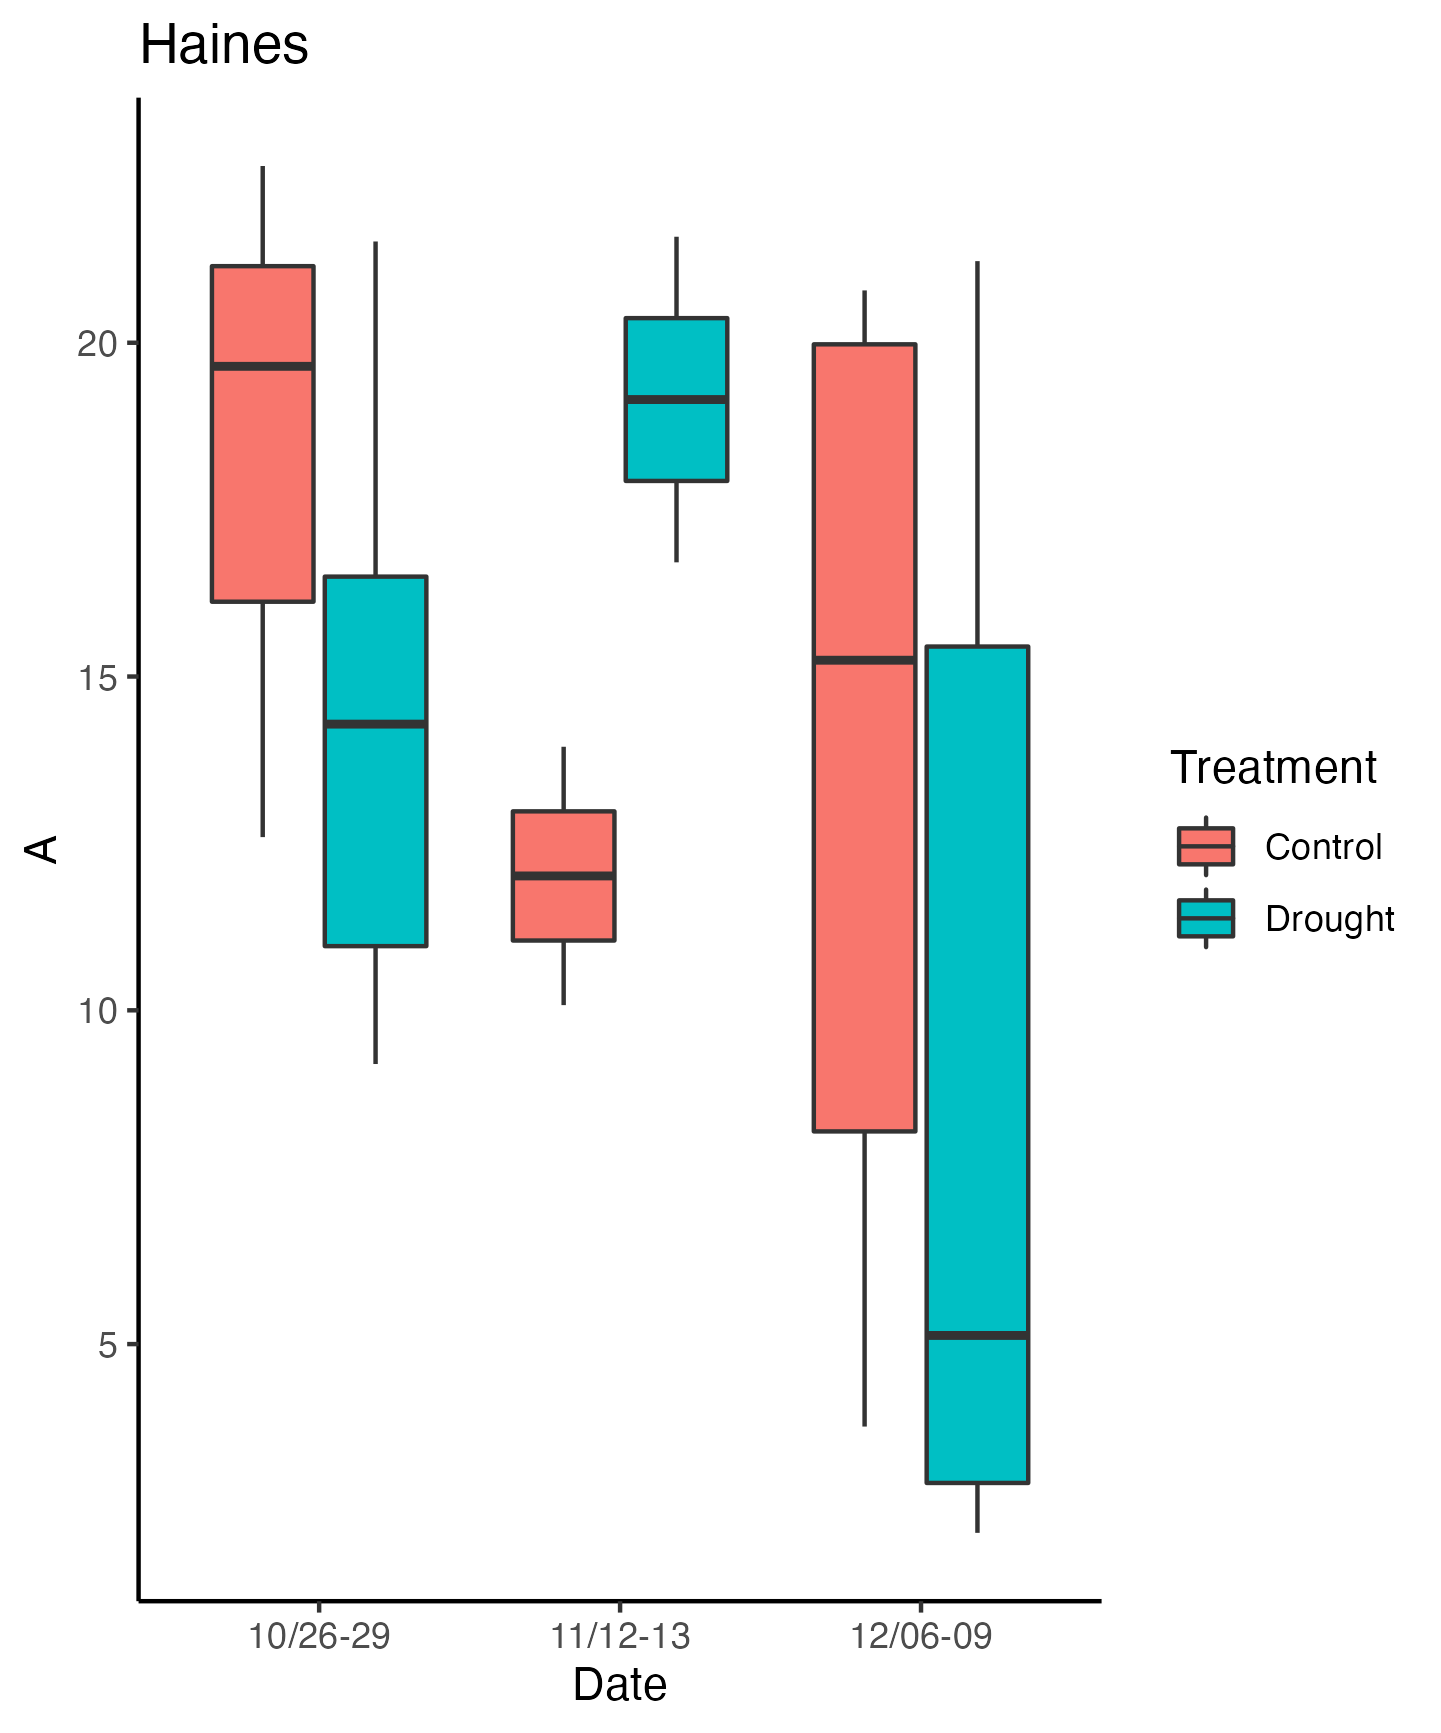 Haines
20
15
10
5
A
10/26-29
11/12-13
12/06-09
Date
Treatment
Control
Drought